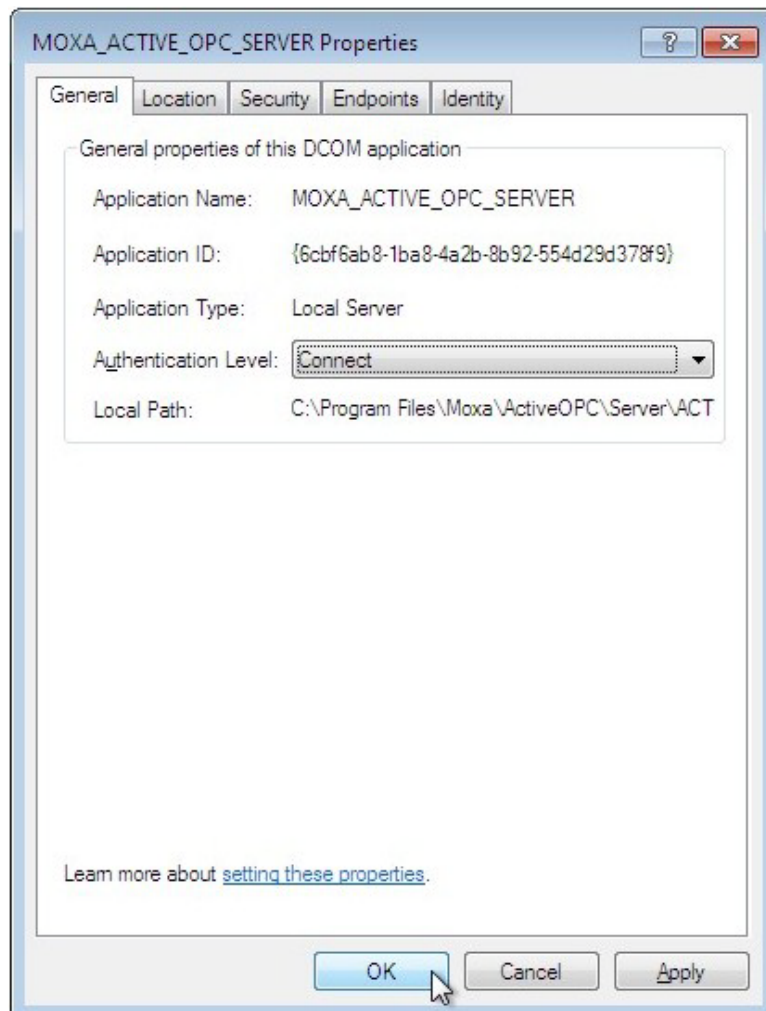 MOXA_ACTIVE_OPC_SERVER Properties
General Location Security Endpoints Identity
General properties of this DCOM application
Application Name: MOXA_ACTIVE_OPC_SERVER
Application ID: {6cbf6ab8-1ba8-4a2b-8b92-554d29d378f9}
Application Type: Local Server
Authentication Level: Connect
Local Path: C:\Program Files\Moxa\ActiveOPC\Server\ACT
Learn more about setting these properties.
OK Cancel Apply